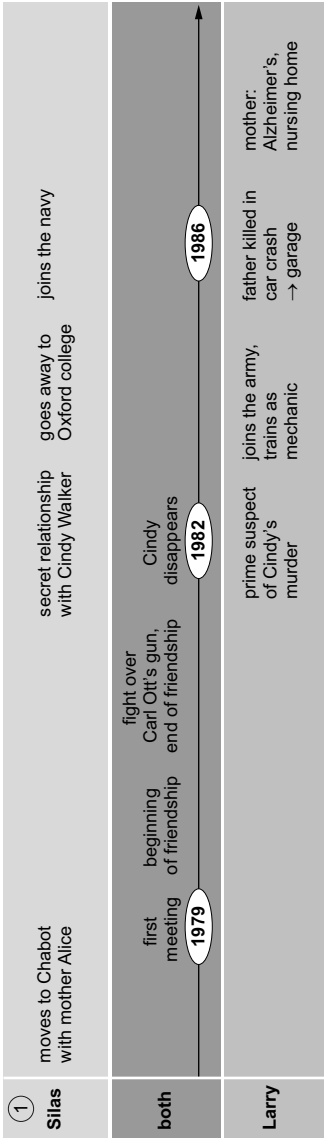 1
Silas
moves to Chabot
with mother Alice
secret relationship
with Cindy Walker
goes away to
Oxford college
joins the navy
both
first
meeting
1979
beginning
of friendship
fight over
Carl Ott's gun,
end of friendship
Cindy
disappears
1982
1986
Larry
prime suspect
of Cindy's
murder
joins the army,
trains as
mechanic
father killed in
car crash
→ garage
mother:
Alzheimer's,
nursing home